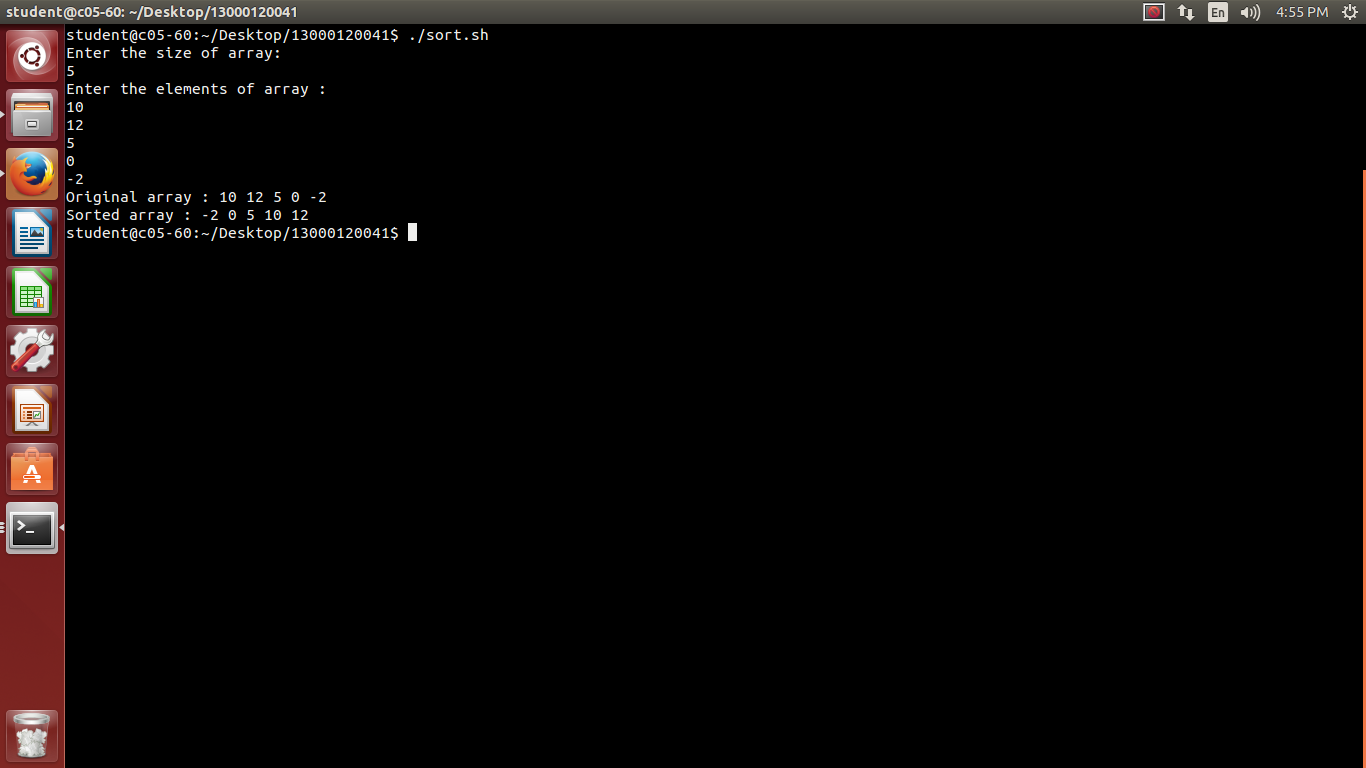 student@c05-60: ~/Desktop/13000120041
En
4:55 PM
student@c05-60:~/Desktop/13000120041$ ./sort.sh
Enter the size of array:
5
Enter the elements of array :
10
12
5
0
-2
Original array : 10 12 5 0 -2
Sorted array : -2 0 5 10 12
student@c05-60:~/Desktop/13000120041$